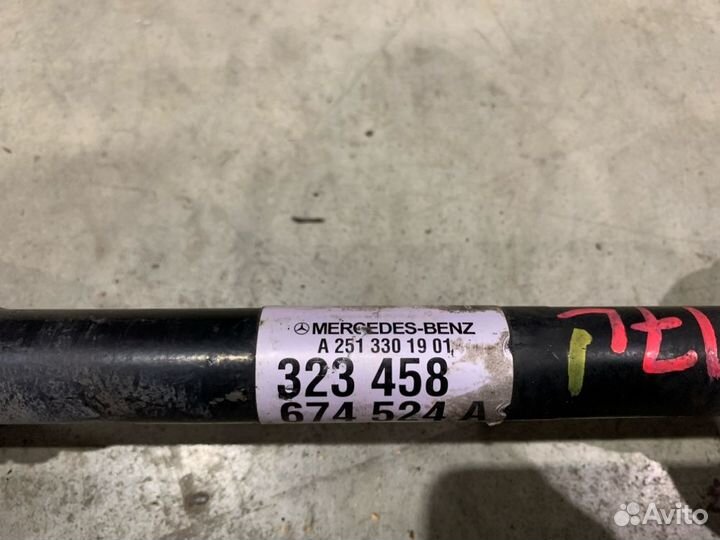 MERCEDES-BENZ
A 251 330 19 01
323 458
674 524 A
Avito